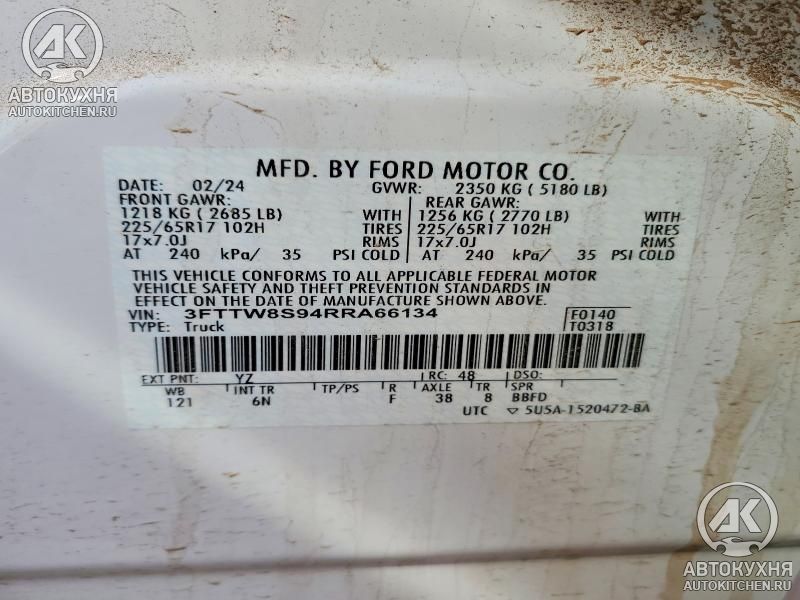 АК
АВТОКУХНЯ
AUTOKITCHEN.RU
MFD. BY FORD MOTOR CO.
DATE: 02/24 GVWR: 2350 KG ( 5180 LB)
FRONT GAWR: REAR GAWR:
1218 KG ( 2685 LB) WITH 1256 KG ( 2770 LB) WITH
225/65R17 102H TIRES 225/65R17 102H TIRES
17x7.0J RIMS 17x7.0J RIMS
AT 240 kPa/ 35 PSI COLD AT 240 kPa/ 35 PSI COLD
THIS VEHICLE CONFORMS TO ALL APPLICABLE FEDERAL MOTOR
VEHICLE SAFETY AND THEFT PREVENTION STANDARDS IN
EFFECT ON THE DATE OF MANUFACTURE SHOWN ABOVE.
VIN: 3FTTW8S94RRA66134 F0140
TYPE: Truck T0318
EXT PNT: YZ RC: 48 DSO:
WB INT TR TP/PS R AXLE TR SPR
121 6N F 38 8 BBFD
UTC ▽ 5U5A-1520472-BA
АК
АВТОКУХНЯ
AUTOKITCHEN.RU